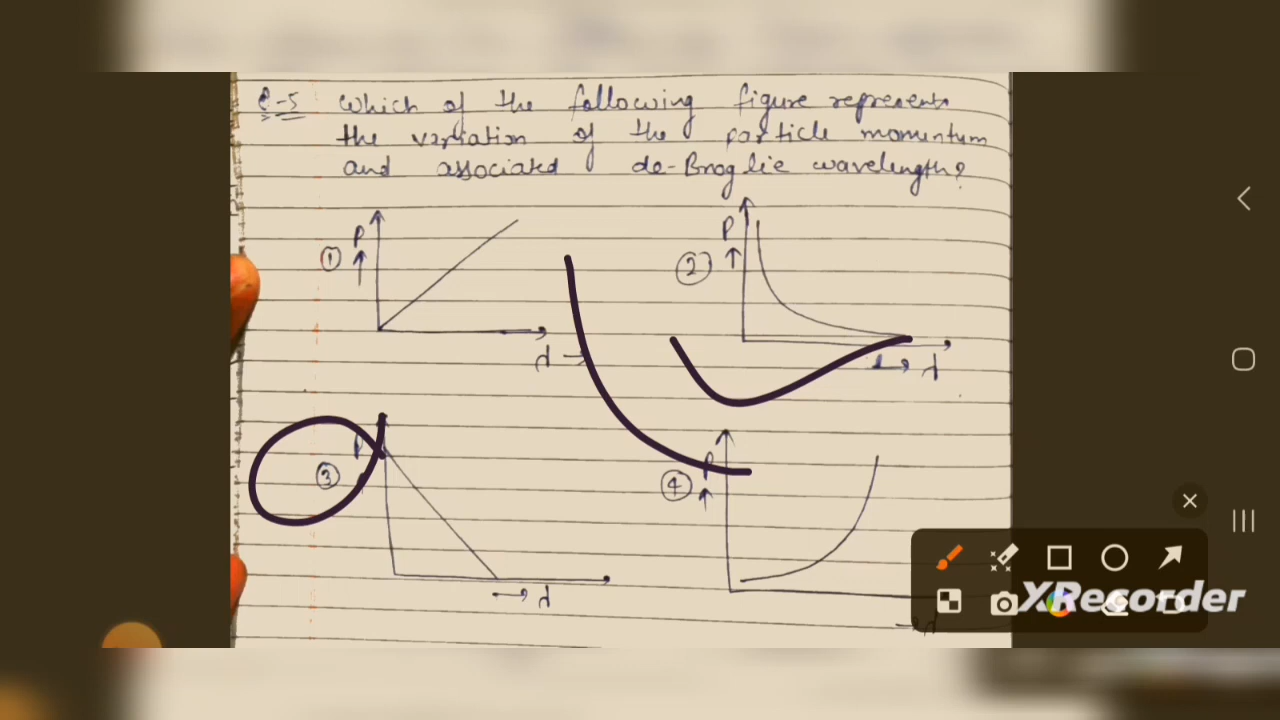 Q-5 Which of the following figure represents
the variation of the particle momentum
and associated de-Broglie wavelength?
① P ↑
λ →
② P ↑
→ λ
③ P
→ λ
④ P ↑
→ λ
XRecorder